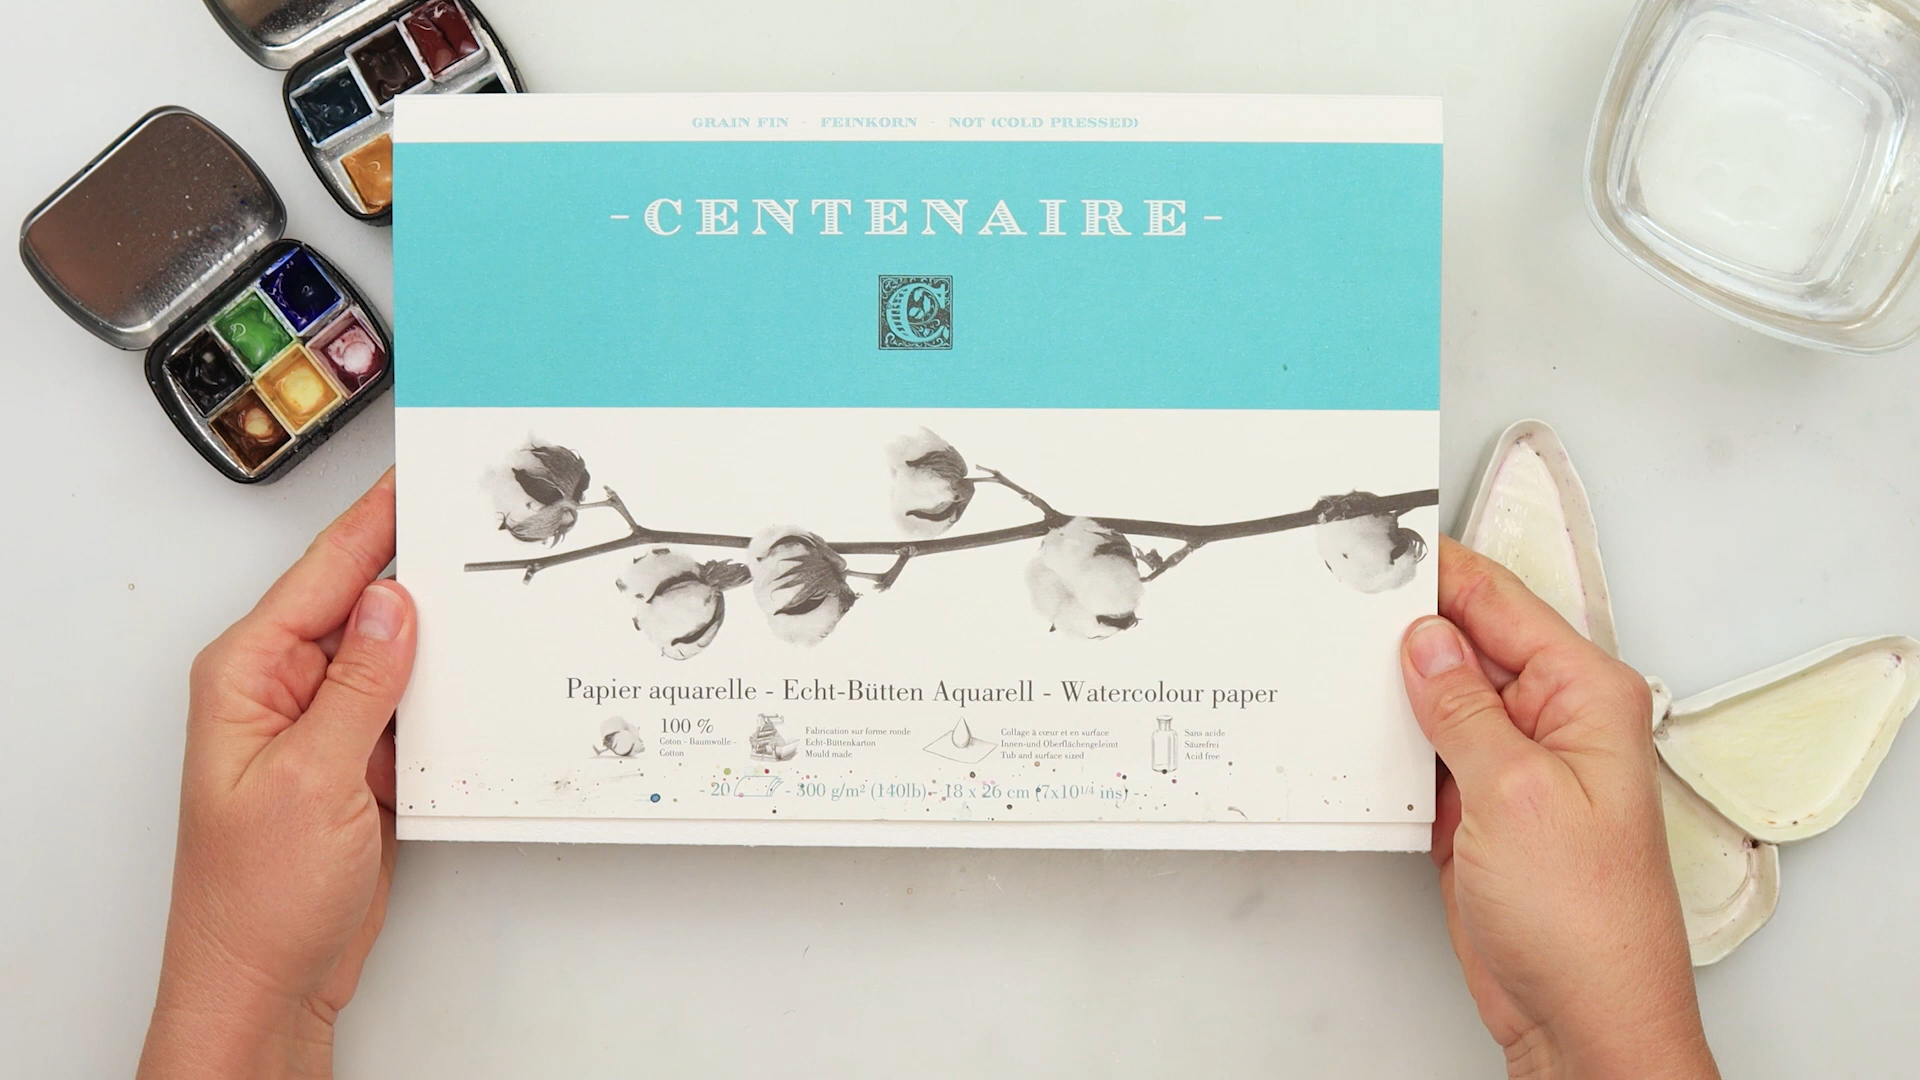 GRAIN FIN - FEINKORN - NOT (COLD PRESSED)
-CENTENAIRE-
C
Papier aquarelle - Echt-Bütten Aquarell - Watercolour paper
100 %
Coton - Baumwolle -
Cotton
Fabrication sur forme ronde
Echt-Büttenkarton
Mould made
Collage à cœur et en surface
Innen-und Oberflächengeleimt
Tub and surface sized
Sans acide
Säurefrei
Acid free
- 20 - 300 g/m² (140lb) - 18 x 26 cm (7x10¹/⁴ ins) -